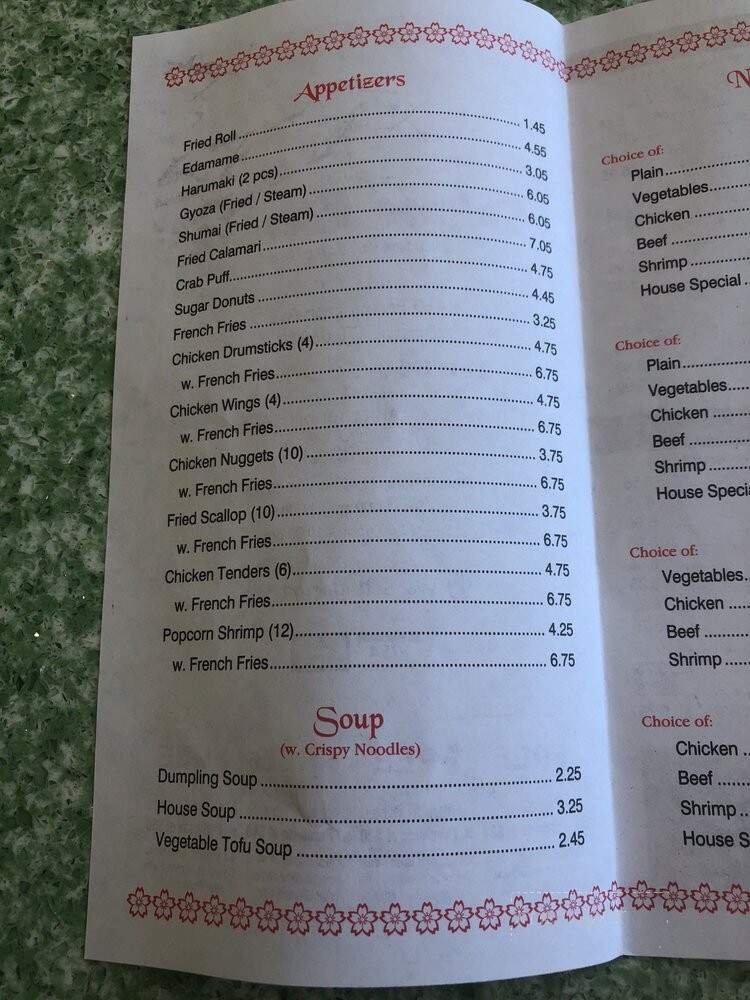 Appetizers
Fried Roll 1.45
Edamame 4.55
Harumaki (2 pcs) 3.05
Gyoza (Fried / Steam) 6.05
Shumai (Fried / Steam) 6.05
Fried Calamari 7.05
Crab Puff 4.75
Sugar Donuts 4.45
French Fries 3.25
Chicken Drumsticks (4) 4.75
w. French Fries 6.75
Chicken Wings (4) 4.75
w. French Fries 6.75
Chicken Nuggets (10) 3.75
w. French Fries 6.75
Fried Scallop (10) 3.75
w. French Fries 6.75
Chicken Tenders (6) 4.75
w. French Fries 6.75
Popcorn Shrimp (12) 4.25
w. French Fries 6.75
Soup
(w. Crispy Noodles)
Dumpling Soup 2.25
House Soup 3.25
Vegetable Tofu Soup 2.45
N
Choice of:
Plain
Vegetables
Chicken
Beef
Shrimp
House Special
Choice of:
Plain
Vegetables
Chicken
Beef
Shrimp
House Speci
Choice of:
Vegetables
Chicken
Beef
Shrimp
Choice of:
Chicken
Beef
Shrimp
House S